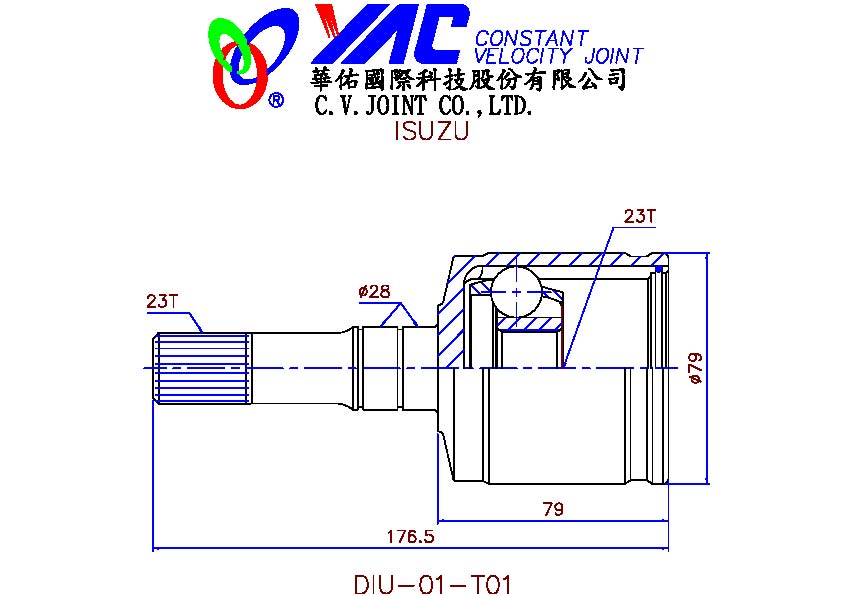 YAC CONSTANT
VELOCITY JOINT
華佑國際科技股份有限公司
®
C.V.JOINT CO.,LTD.
ISUZU
23T
23T
ø28
ø79
79
176.5
DIU-01-T01